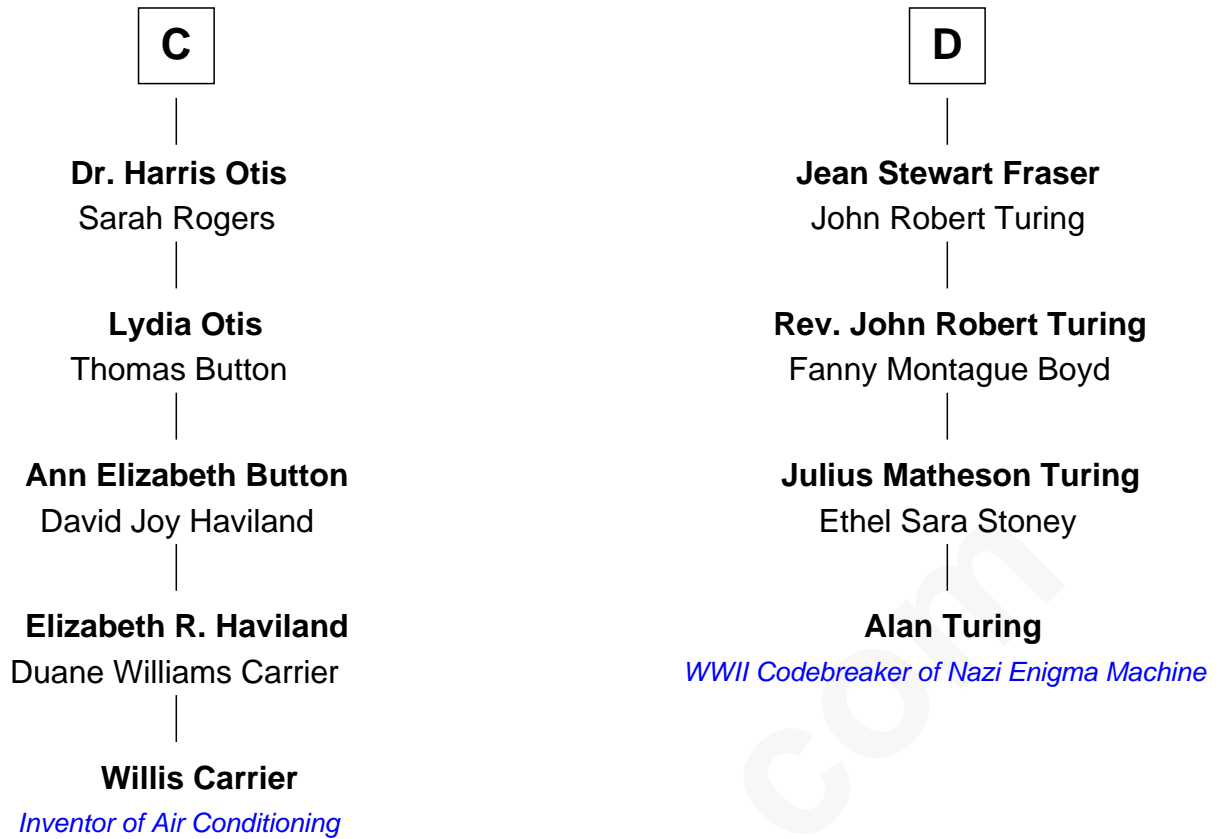 C
Dr. Harris Otis
Sarah Rogers
Lydia Otis
Thomas Button
Ann Elizabeth Button
David Joy Haviland
Elizabeth R. Haviland
Duane Williams Carrier
Willis Carrier
Inventor of Air Conditioning
D
Jean Stewart Fraser
John Robert Turing
Rev. John Robert Turing
Fanny Montague Boyd
Julius Matheson Turing
Ethel Sara Stoney
Alan Turing
WWII Codebreaker of Nazi Enigma Machine
com